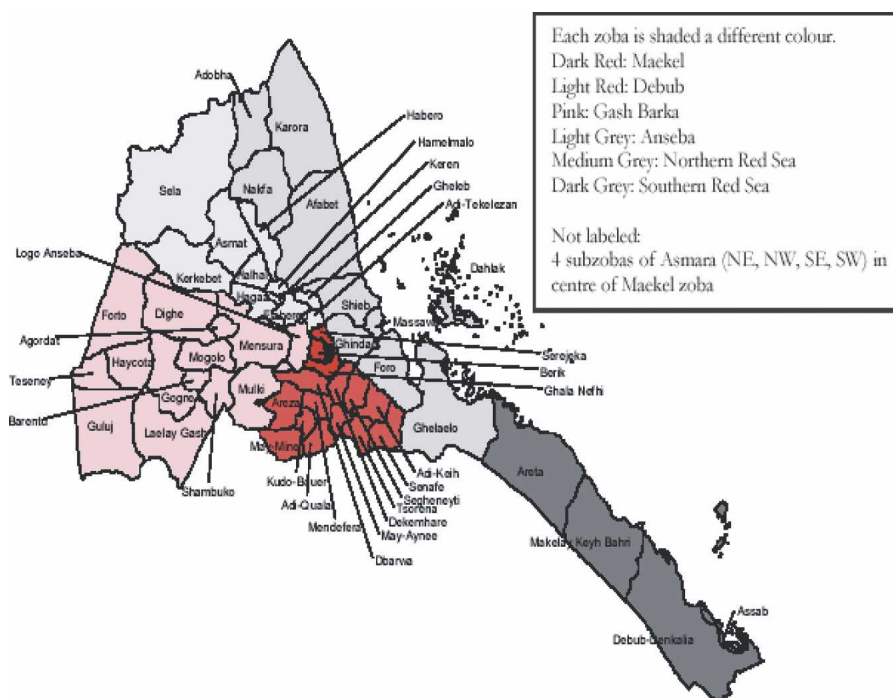 Each zoba is shaded a different colour.
Dark Red: Maekel
Light Red: Debub
Pink: Gash Barka
Light Grey: Anseba
Medium Grey: Northern Red Sea
Dark Grey: Southern Red Sea
Not labeled:
4 subzobas of Asmara (NE, NW, SE, SW) in
centre of Maekel zoba
Adobha
Karora
Habero
Hamelmalo
Keren
Gheleb
Adi-Tekelezan
Sela
Nakfa
Afabet
Asmat
Logo Anseba
Kerkebet
Halhal
Hagaz
Dahlak
Forto
Dighe
Shieb
Massawa
Agordat
Mensura
Ghinda
Serejeka
Berik
Ghala Nefhi
Teseney
Haycota
Mogolo
Foro
Barentu
Gogne
Mulki
Areza
Guluj
Laelay Gash
May-Mine
Ghelaelo
Shambuko
Kudo-Beuer
Adi-Quala
Mendefera
Adi-Keih
Senafe
Segheneyti
Tsorena
Dekemhare
May-Aynee
Dbarwa
Areta
Makelay Keyh Bahri
Assab
Debub-Denkalia